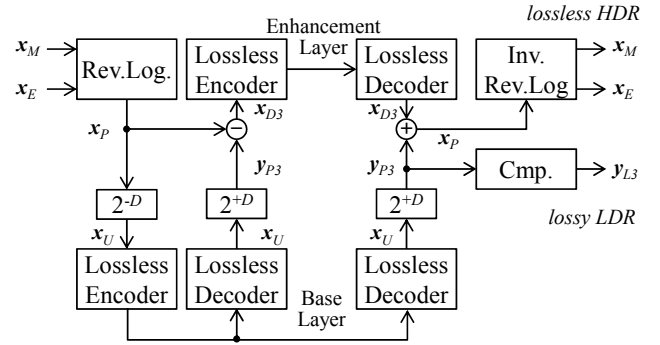 lossless HDR
Enhancement
Layer
x_M
x_E
Rev.Log.
Lossless
Encoder
Lossless
Decoder
Inv.
Rev.Log
x_M
x_E
x_D3
x_D3
x_P
−
+
x_P
y_P3
y_P3
Cmp.
y_L3
2^-D
2^+D
2^+D
lossy LDR
x_U
x_U
x_U
Lossless
Encoder
Lossless
Decoder
Base
Layer
Lossless
Decoder